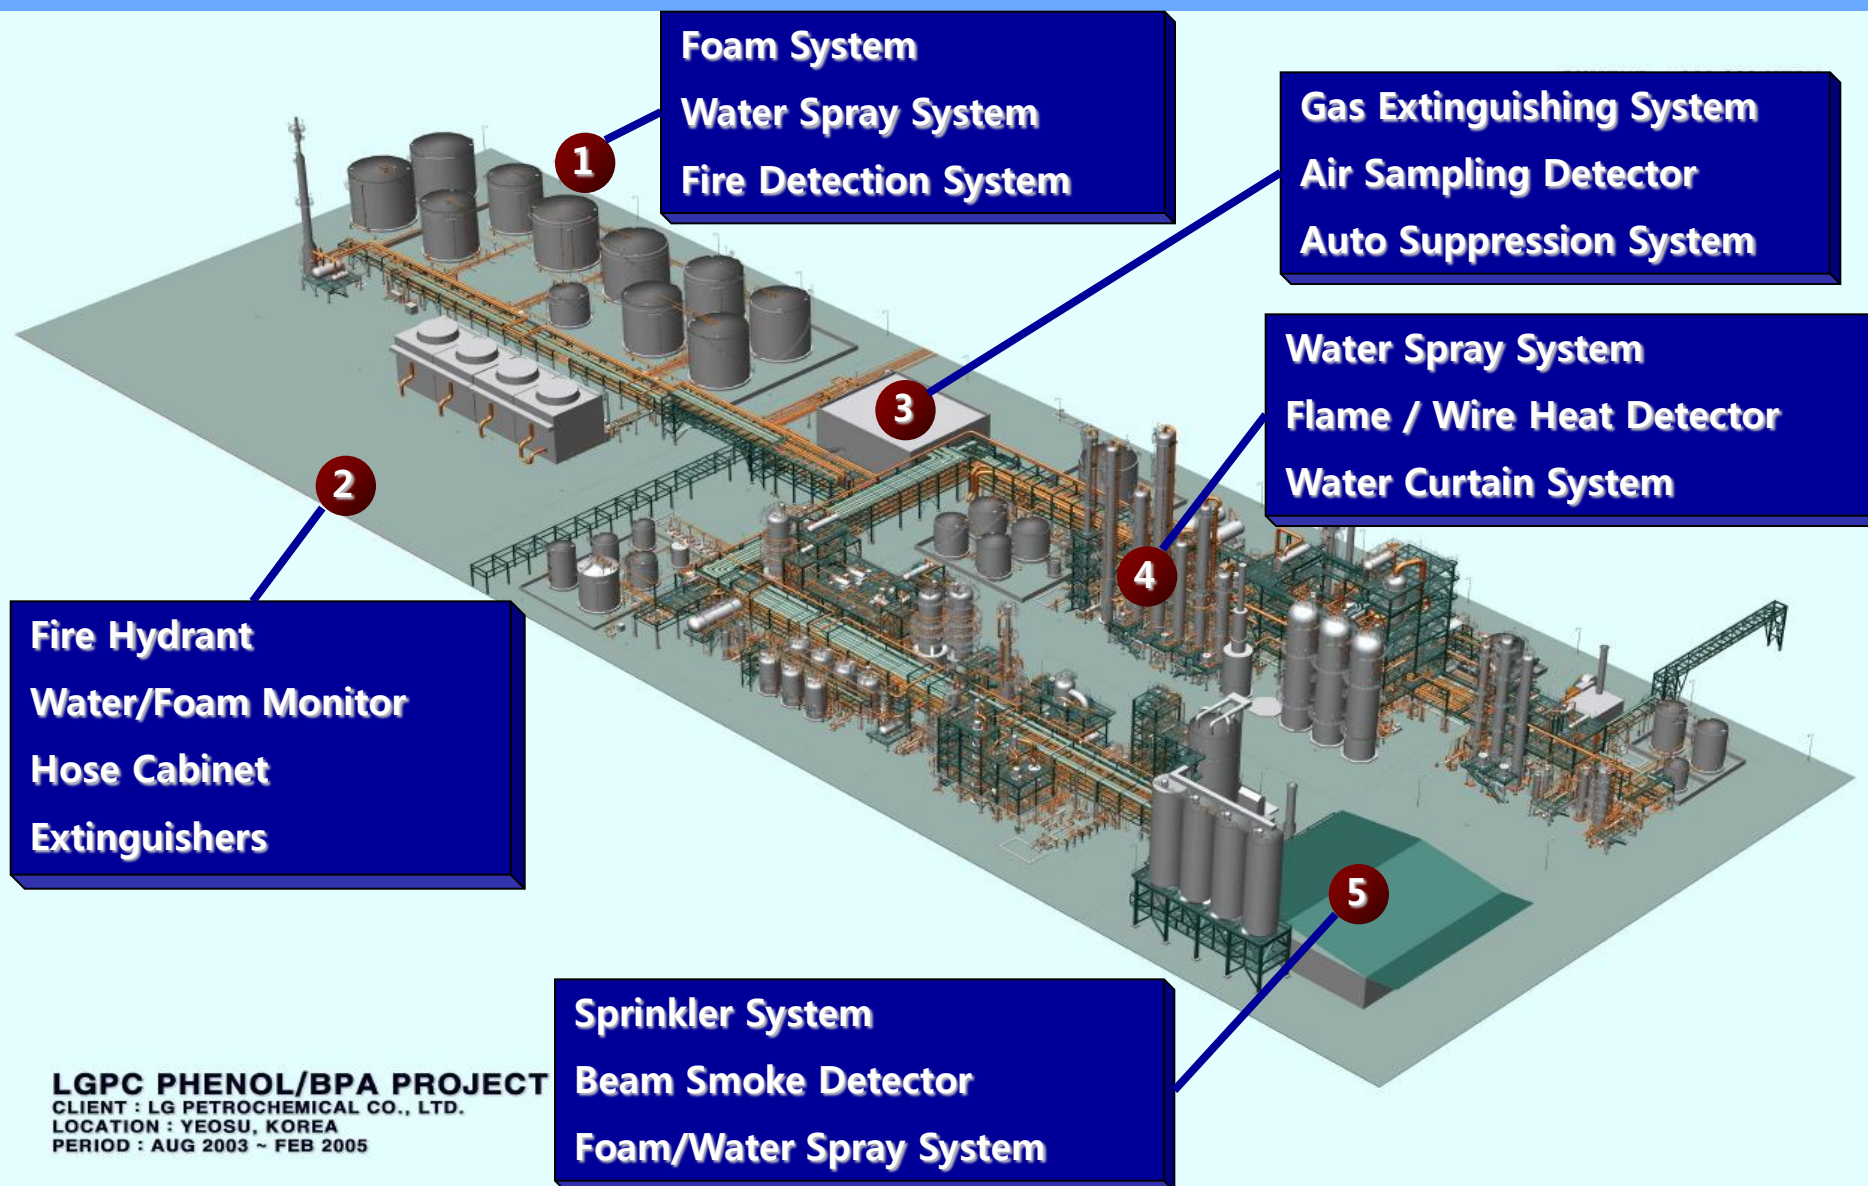 Foam System
Water Spray System
Fire Detection System
1
Gas Extinguishing System
Air Sampling Detector
Auto Suppression System
3
Water Spray System
Flame / Wire Heat Detector
Water Curtain System
4
2
Fire Hydrant
Water/Foam Monitor
Hose Cabinet
Extinguishers
5
Sprinkler System
Beam Smoke Detector
Foam/Water Spray System
LGPC PHENOL/BPA PROJECT
CLIENT : LG PETROCHEMICAL CO., LTD.
LOCATION : YEOSU, KOREA
PERIOD : AUG 2003 ~ FEB 2005